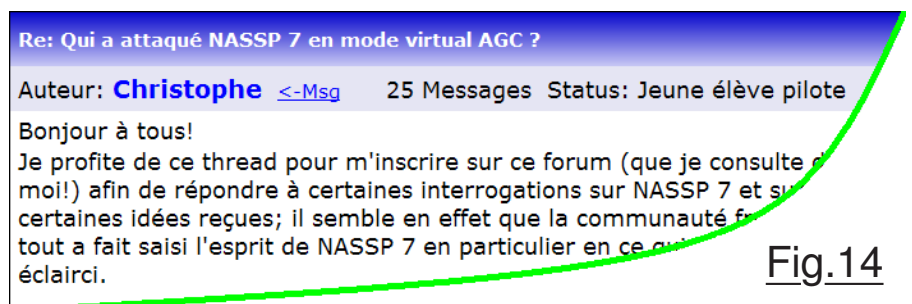 Re: Qui a attaqué NASSP 7 en mode virtual AGC ?
Auteur: Christophe <-Msg 25 Messages Status: Jeune élève pilote
Bonjour à tous!
Je profite de ce thread pour m'inscrire sur ce forum (que je consulte
moi!) afin de répondre à certaines interrogations sur NASSP 7 et
certaines idées reçues; il semble en effet que la communauté
tout a fait saisi l'esprit de NASSP 7 en particulier en ce qui
éclairci.
Fig.14